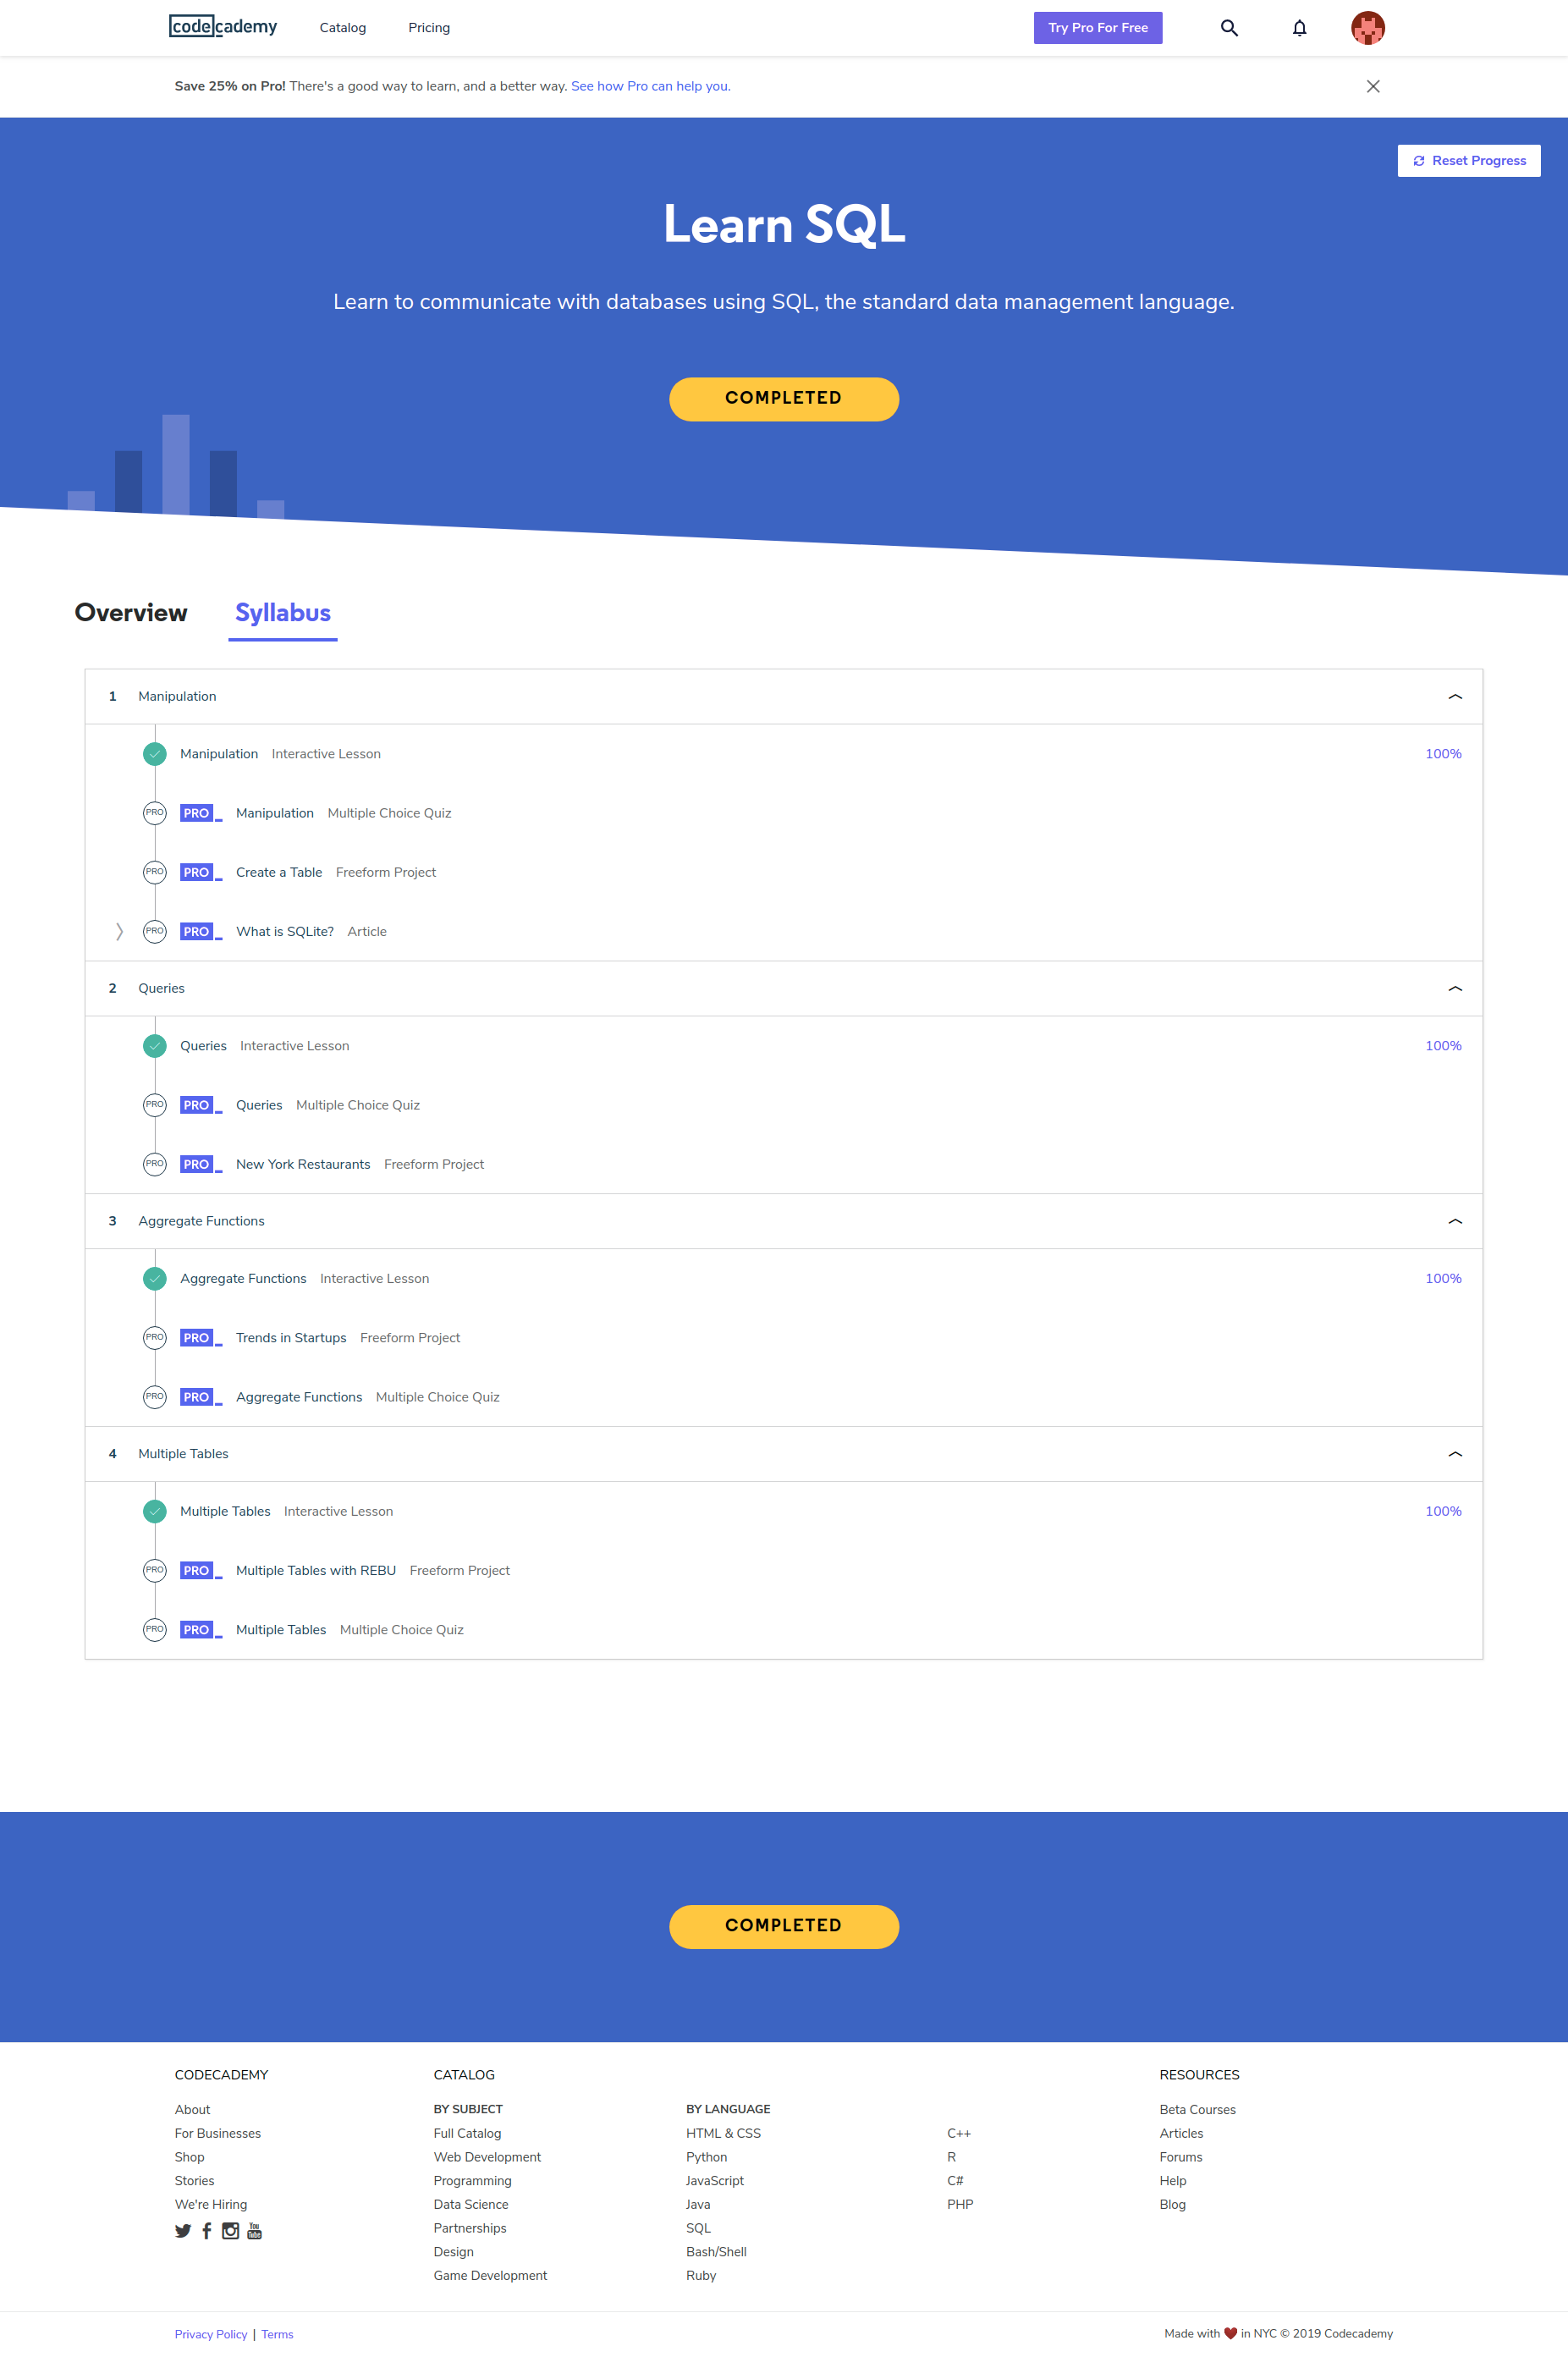 codecademy Catalog Pricing Try Pro For Free
Save 25% on Pro! There's a good way to learn, and a better way. See how Pro can help you.
Reset Progress
Learn SQL
Learn to communicate with databases using SQL, the standard data management language.
COMPLETED
Overview Syllabus
1 Manipulation
Manipulation Interactive Lesson 100%
PRO PRO Manipulation Multiple Choice Quiz
PRO PRO Create a Table Freeform Project
PRO PRO What is SQLite? Article
2 Queries
Queries Interactive Lesson 100%
PRO PRO Queries Multiple Choice Quiz
PRO PRO New York Restaurants Freeform Project
3 Aggregate Functions
Aggregate Functions Interactive Lesson 100%
PRO PRO Trends in Startups Freeform Project
PRO PRO Aggregate Functions Multiple Choice Quiz
4 Multiple Tables
Multiple Tables Interactive Lesson 100%
PRO PRO Multiple Tables with REBU Freeform Project
PRO PRO Multiple Tables Multiple Choice Quiz
COMPLETED
CODECADEMY
About
For Businesses
Shop
Stories
We're Hiring
You Tube
CATALOG
BY SUBJECT
Full Catalog
Web Development
Programming
Data Science
Partnerships
Design
Game Development
BY LANGUAGE
HTML & CSS
Python
JavaScript
Java
SQL
Bash/Shell
Ruby
C++
R
C#
PHP
RESOURCES
Beta Courses
Articles
Forums
Help
Blog
Privacy Policy | Terms
Made with ❤️ in NYC © 2019 Codecademy